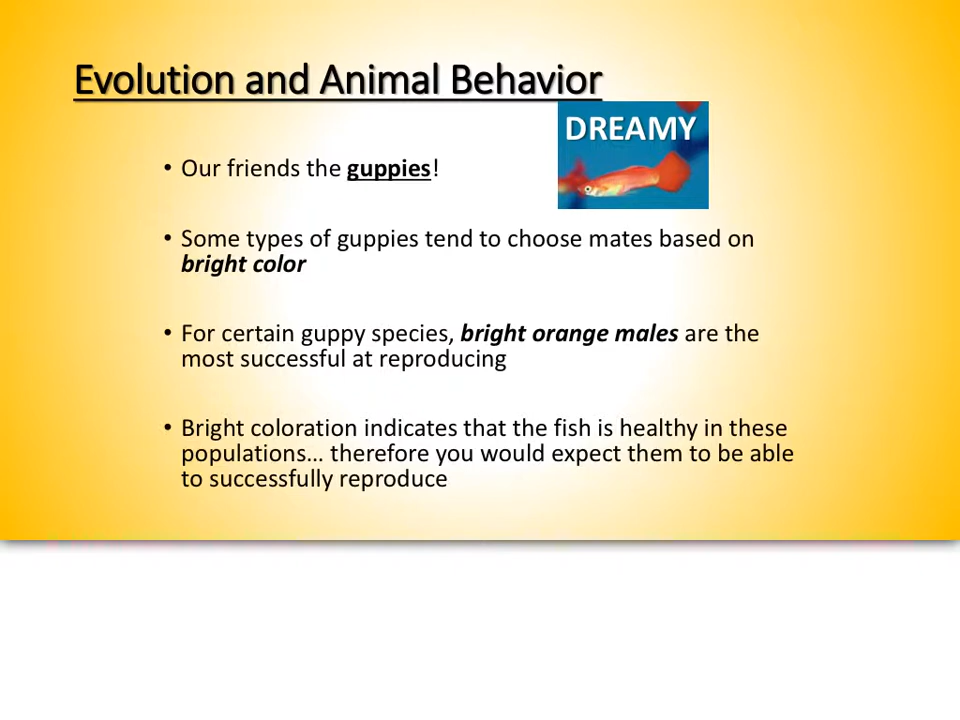 Evolution and Animal Behavior
DREAMY
• Our friends the guppies!
• Some types of guppies tend to choose mates based on
bright color
• For certain guppy species, bright orange males are the
most successful at reproducing
• Bright coloration indicates that the fish is healthy in these
populations… therefore you would expect them to be able
to successfully reproduce